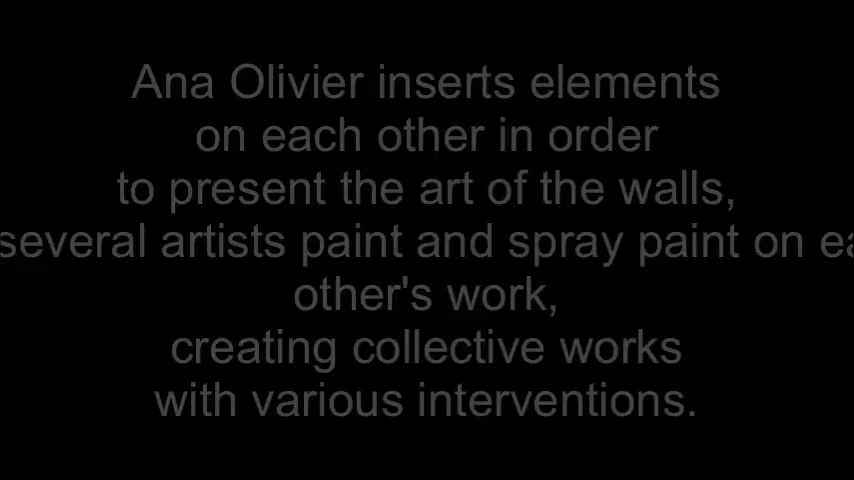 Ana Olivier inserts elements
on each other in order
to present the art of the walls,
several artists paint and spray paint on
other's work,
creating collective works
with various interventions.